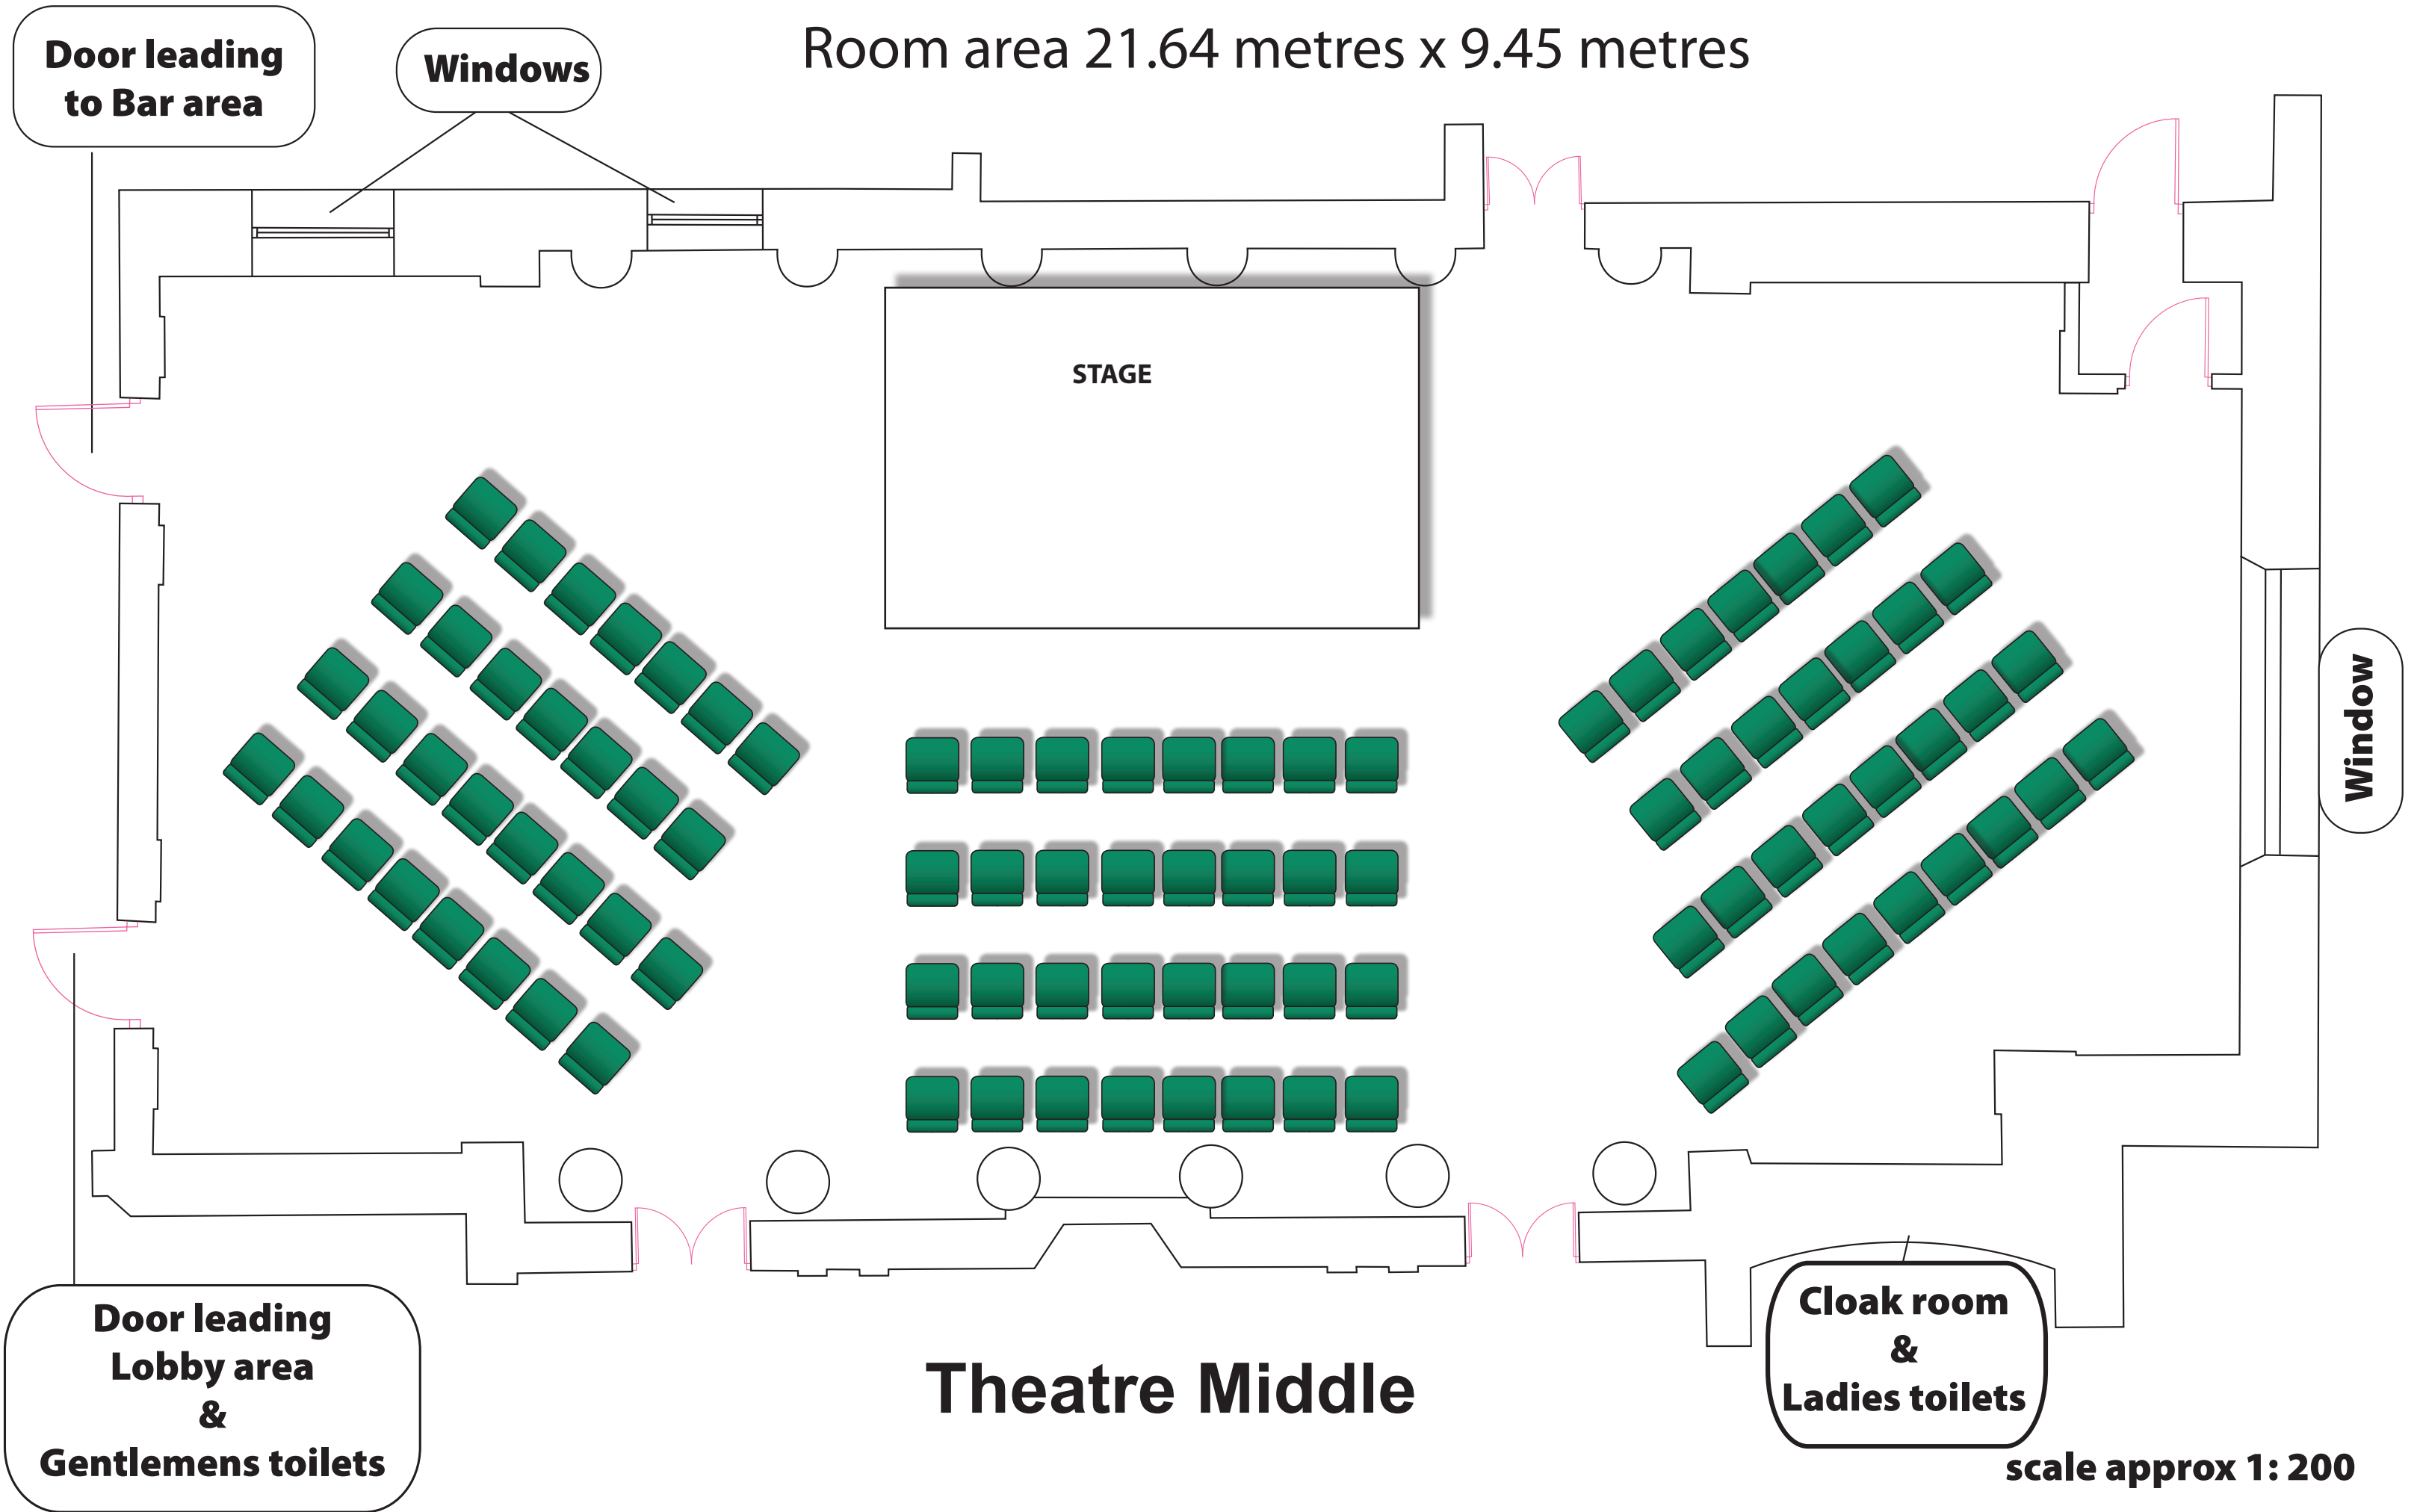 Room area 21.64 metres x 9.45 metres
Door leading
to Bar area
Windows
STAGE
Window
Door leading
Lobby area
&
Gentlemens toilets
Theatre Middle
Cloak room
&
Ladies toilets
scale approx 1: 200